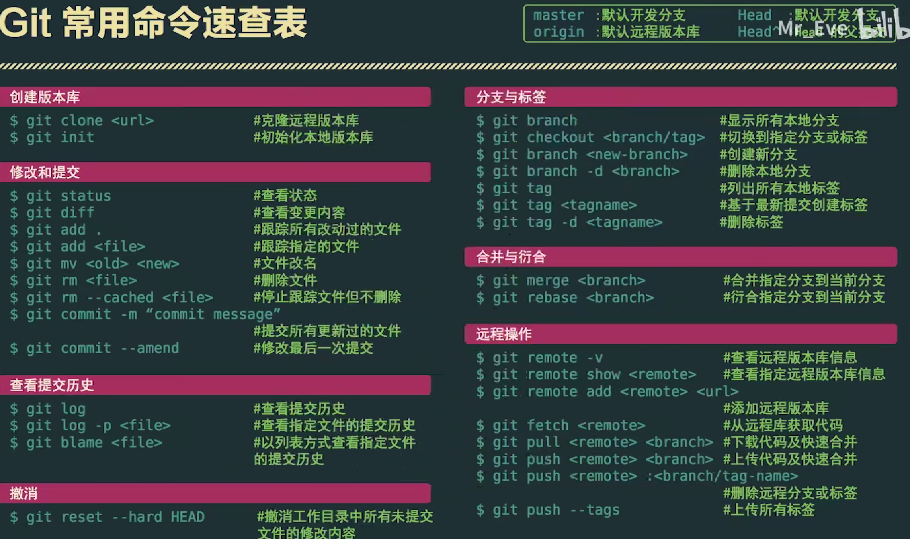 Git 常用命令速查表
master :默认开发分支 Head :默认开发分支
origin :默认远程版本库 Head^
Mr_Eve
创建版本库
$ git clone <url> #克隆远程版本库
$ git init #初始化本地版本库
修改和提交
$ git status #查看状态
$ git diff #查看变更内容
$ git add . #跟踪所有改动过的文件
$ git add <file> #跟踪指定的文件
$ git mv <old> <new> #文件改名
$ git rm <file> #删除文件
$ git rm --cached <file> #停止跟踪文件但不删除
$ git commit -m “commit message”
#提交所有更新过的文件
$ git commit --amend #修改最后一次提交
查看提交历史
$ git log #查看提交历史
$ git log -p <file> #查看指定文件的提交历史
$ git blame <file> #以列表方式查看指定文件
的提交历史
撤消
$ git reset --hard HEAD #撤消工作目录中所有未提交
文件的修改内容
分支与标签
$ git branch #显示所有本地分支
$ git checkout <branch/tag> #切换到指定分支或标签
$ git branch <new-branch> #创建新分支
$ git branch -d <branch> #删除本地分支
$ git tag #列出所有本地标签
$ git tag <tagname> #基于最新提交创建标签
$ git tag -d <tagname> #删除标签
合并与衍合
$ git merge <branch> #合并指定分支到当前分支
$ git rebase <branch> #衍合指定分支到当前分支
远程操作
$ git remote -v #查看远程版本库信息
$ git remote show <remote> #查看指定远程版本库信息
$ git remote add <remote> <url>
#添加远程版本库
$ git fetch <remote> #从远程库获取代码
$ git pull <remote> <branch> #下载代码及快速合并
$ git push <remote> <branch> #上传代码及快速合并
$ git push <remote> :<branch/tag-name>
#删除远程分支或标签
$ git push --tags #上传所有标签